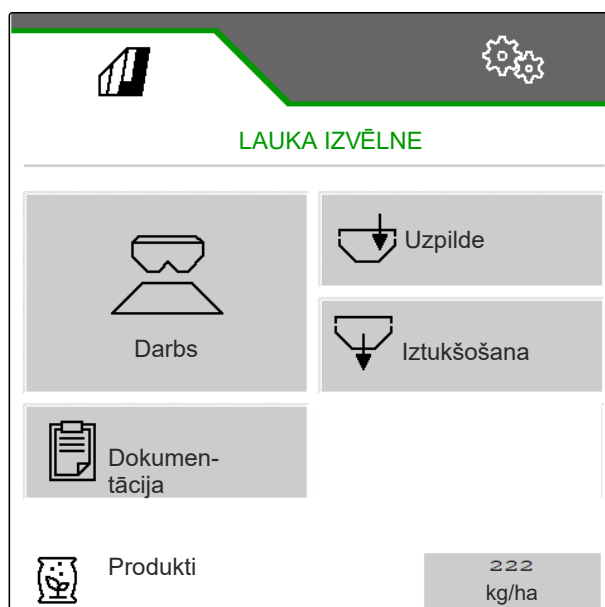 LAUKA IZVĒLNE
Uzpilde
Darbs
Iztukšošana
Dokumen-
tācija
Produkti
222
kg/ha